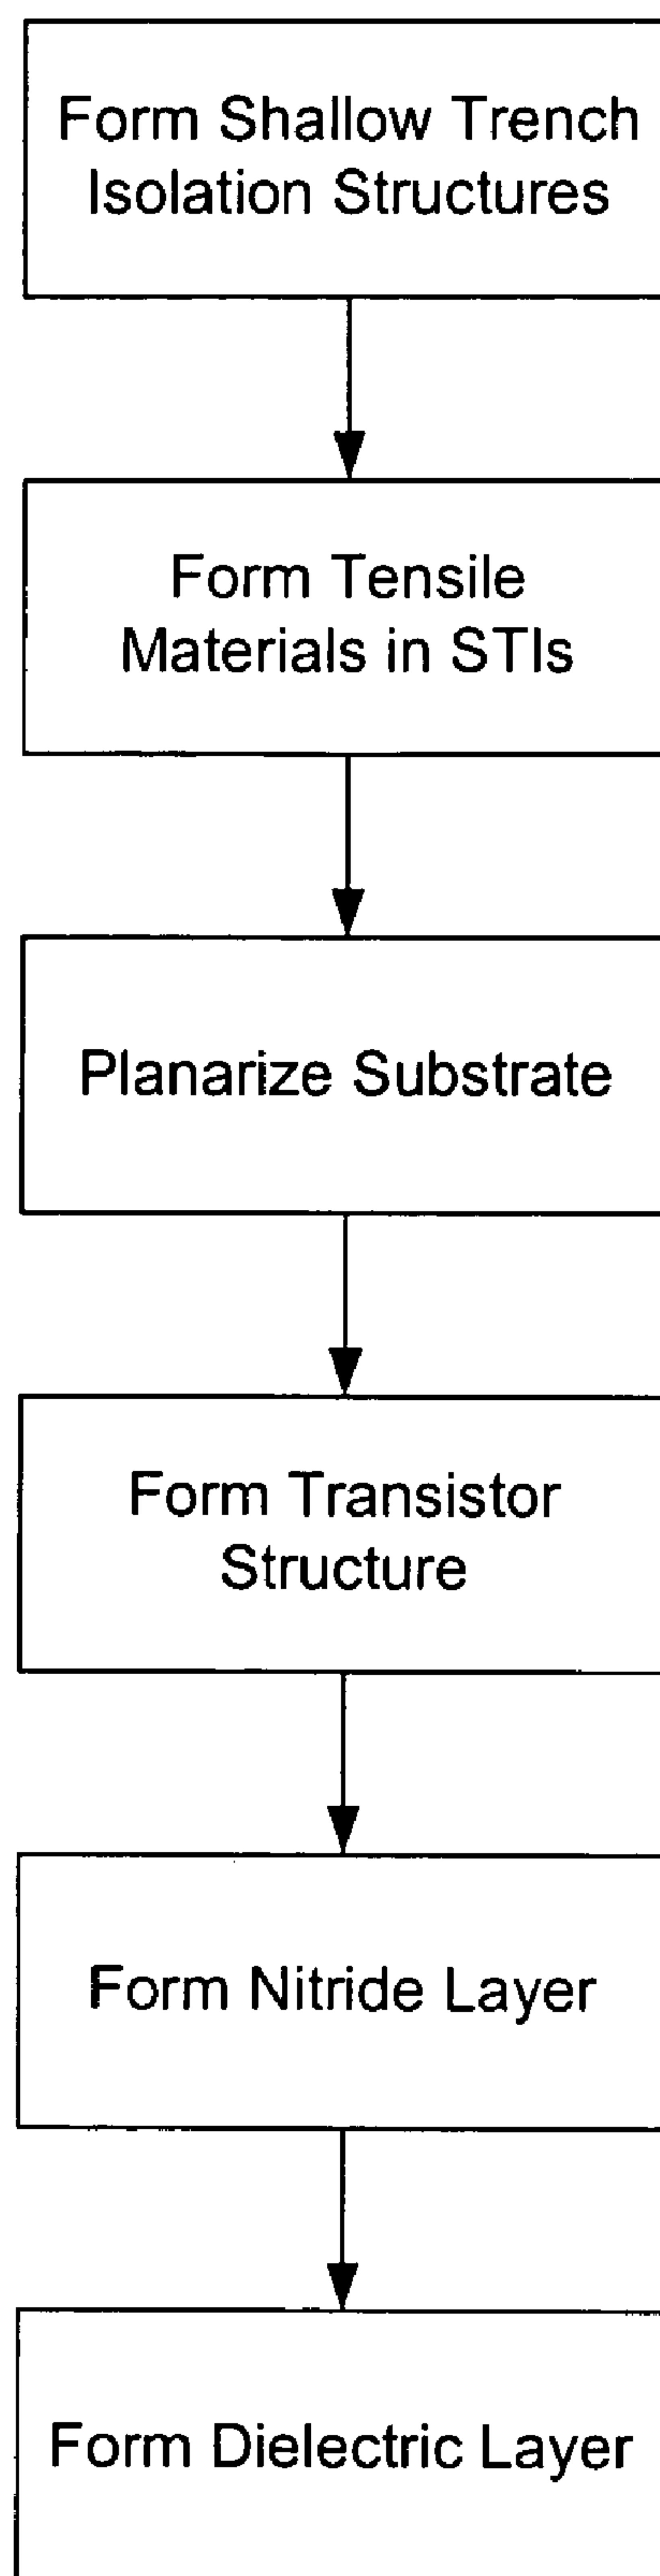 Form Shallow Trench
Isolation Structures
Form Tensile
Materials in STIs
Planarize Substrate
Form Transistor
Structure
Form Nitride Layer
Form Dielectric Layer